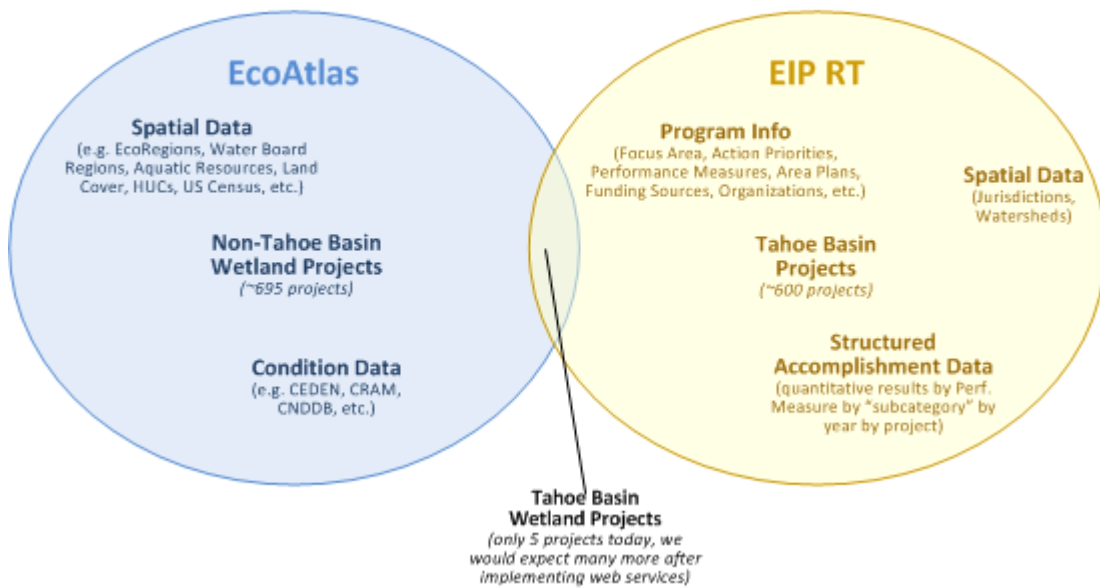 EcoAtlas
Spatial Data
(e.g. EcoRegions, Water Board
Regions, Aquatic Resources, Land
Cover, HUCs, US Census, etc.)
Non-Tahoe Basin
Wetland Projects
(~695 projects)
Condition Data
(e.g. CEDEN, CRAM,
CNDDB, etc.)
EIP RT
Program Info
(Focus Area, Action Priorities,
Performance Measures, Area Plans,
Funding Sources, Organizations, etc.)
Spatial Data
(Jurisdictions,
Watersheds)
Tahoe Basin
Projects
(~600 projects)
Structured
Accomplishment Data
(quantitative results by Perf.
Measure by “subcategory” by
year by project)
Tahoe Basin
Wetland Projects
(only 5 projects today, we
would expect many more after
implementing web services)